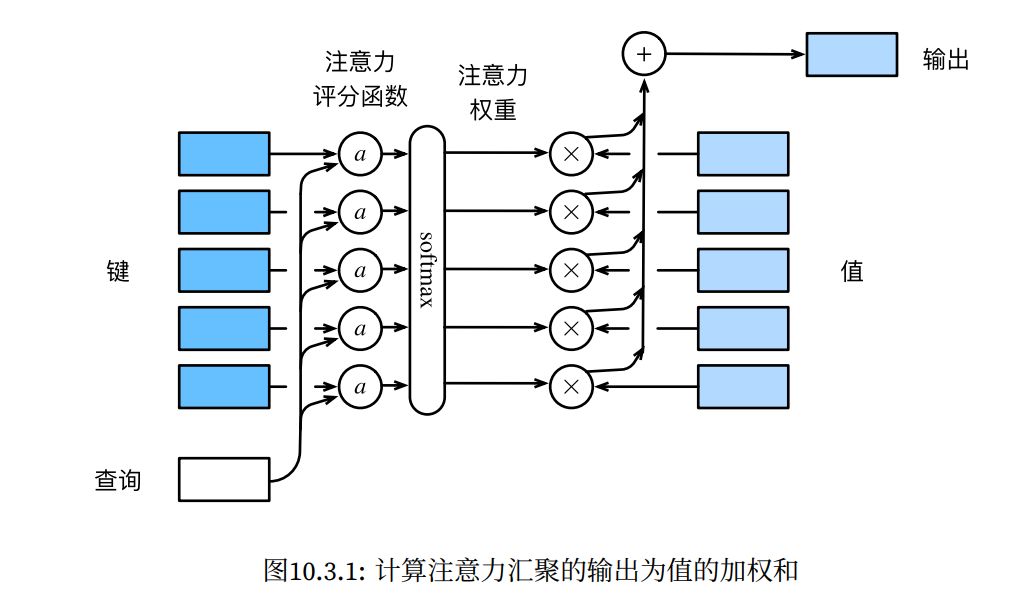 注意力
评分函数
注意力
权重
+
输出
a
×
a
×
键
a
softmax
×
值
a
×
a
×
查询
图10.3.1: 计算注意力汇聚的输出为值的加权和